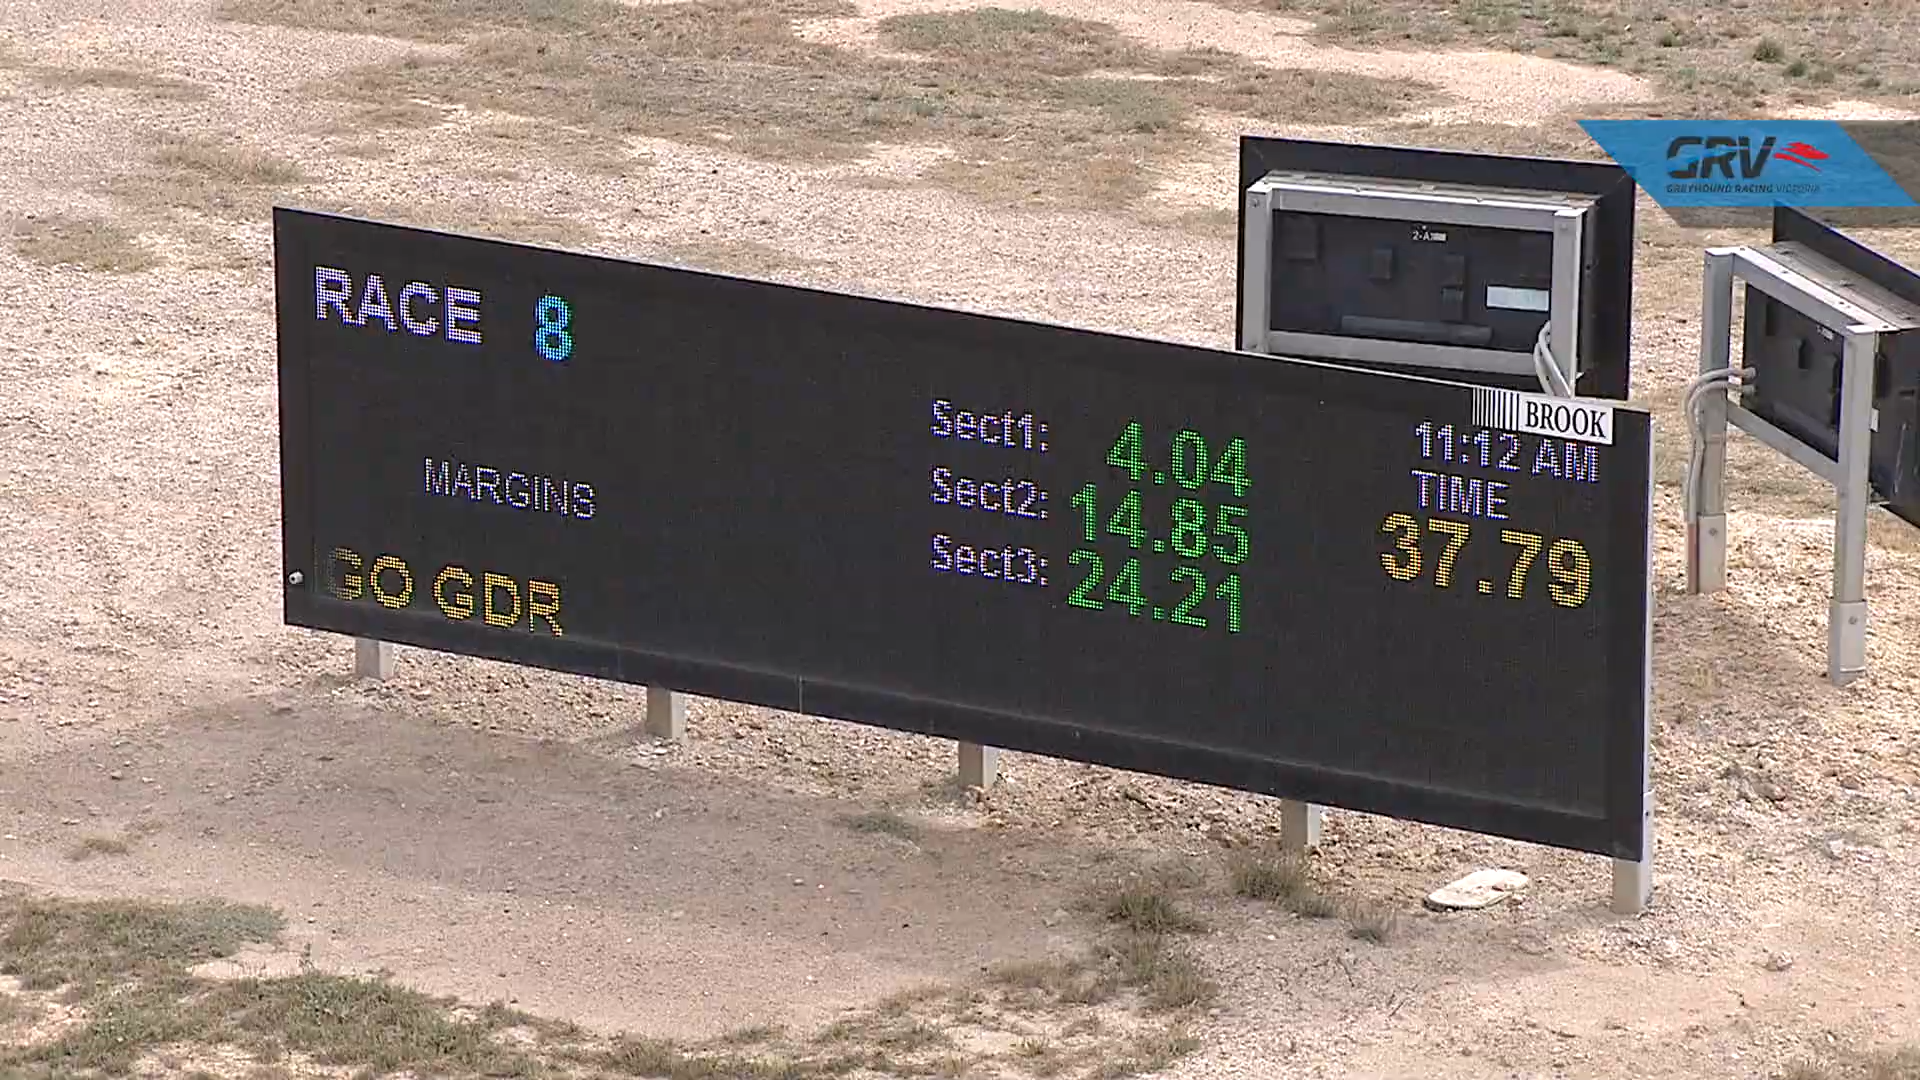 GRV
GREYHOUND RACING VICTORIA
RACE 8
BROOK
11:12 AM
Sect1: 4.04
TIME
MARGINS
Sect2: 14.85
37.79
Sect3: 24.21
GO GDR